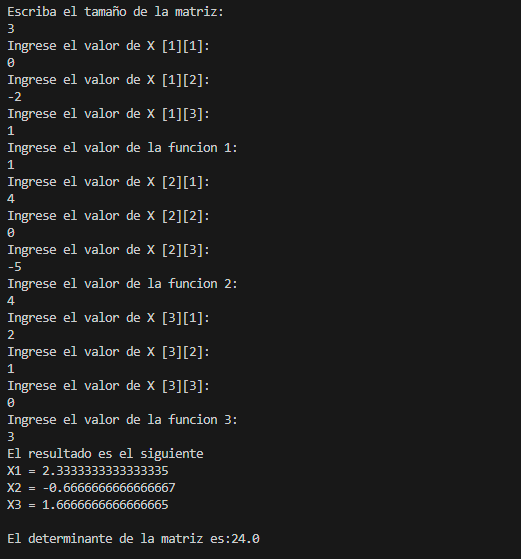 Escriba el tamaño de la matriz:
3
Ingrese el valor de X [1][1]:
0
Ingrese el valor de X [1][2]:
-2
Ingrese el valor de X [1][3]:
1
Ingrese el valor de la funcion 1:
1
Ingrese el valor de X [2][1]:
4
Ingrese el valor de X [2][2]:
0
Ingrese el valor de X [2][3]:
-5
Ingrese el valor de la funcion 2:
4
Ingrese el valor de X [3][1]:
2
Ingrese el valor de X [3][2]:
1
Ingrese el valor de X [3][3]:
0
Ingrese el valor de la funcion 3:
3
El resultado es el siguiente
X1 = 2.3333333333333335
X2 = -0.6666666666666667
X3 = 1.6666666666666665
El determinante de la matriz es:24.0